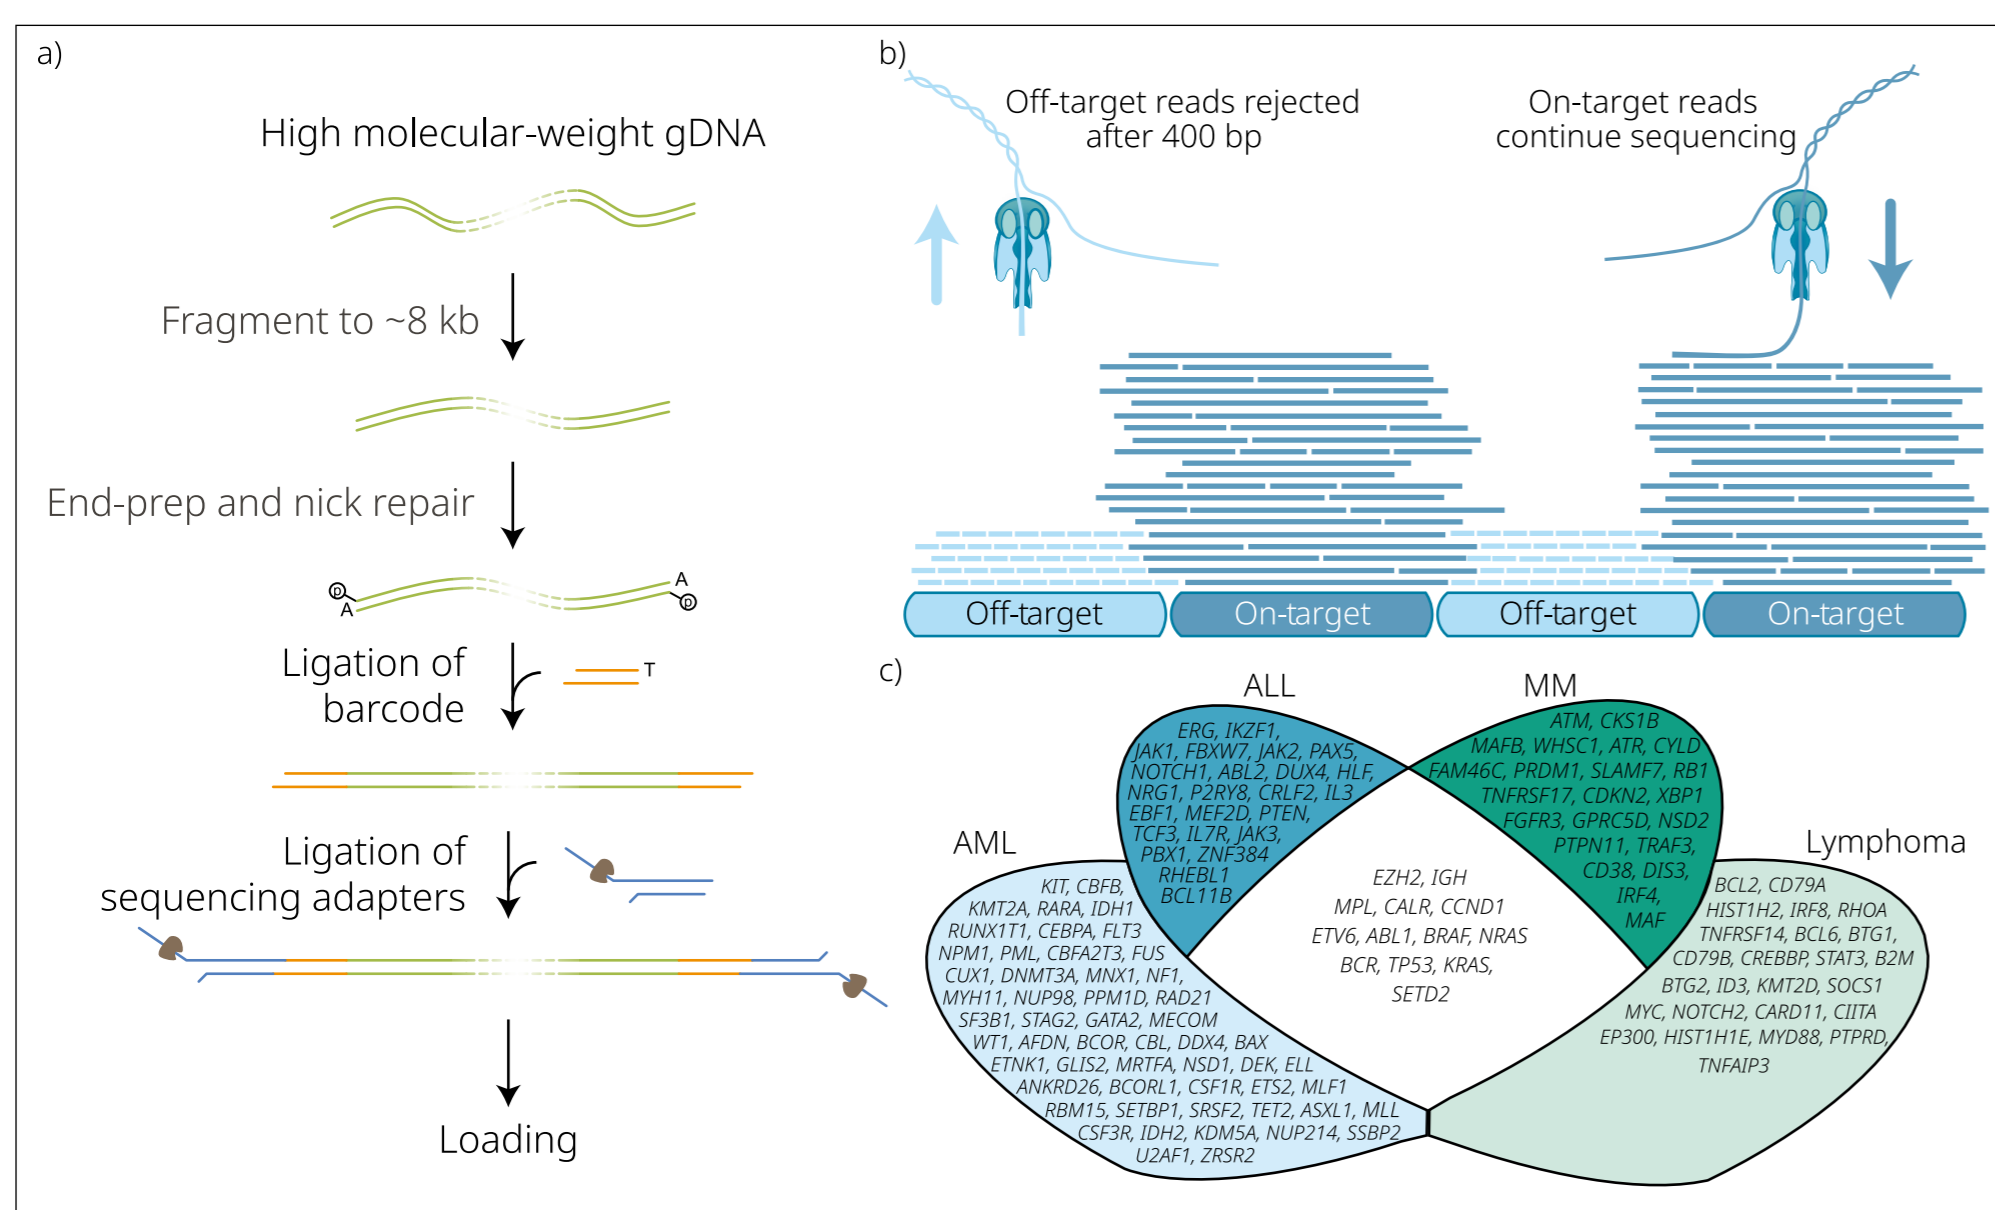 a)
High molecular-weight gDNA
Fragment to ~8 kb
End-prep and nick repair
p
A
A
p
Ligation of
barcode
T
Ligation of
sequencing adapters
Loading
b)
Off-target reads rejected
after 400 bp
On-target reads
continue sequencing
Off-target
On-target
Off-target
On-target
c)
ALL
ERG, IKZF1,
JAK1, FBXW7, JAK2, PAX5,
NOTCH1, ABL2, DUX4, HLF,
NRG1, P2RY8, CRLF2, IL3
EBF1, MEF2D, PTEN,
TCF3, IL7R, JAK3,
PBX1, ZNF384
RHEBL1
BCL11B
MM
ATM, CKS1B
MAFB, WHSC1, ATR, CYLD
FAM46C, PRDM1, SLAMF7, RB1
TNFRSF17, CDKN2, XBP1
FGFR3, GPRC5D, NSD2
PTPN11, TRAF3,
CD38, DIS3,
IRF4,
MAF
AML
KIT, CBFB,
KMT2A, RARA, IDH1
RUNX1T1, CEBPA, FLT3
NPM1, PML, CBFA2T3, FUS
CUX1, DNMT3A, MNX1, NF1,
MYH11, NUP98, PPM1D, RAD21
SF3B1, STAG2, GATA2, MECOM
WT1, AFDN, BCOR, CBL, DDX4, BAX
ETNK1, GLIS2, MRTFA, NSD1, DEK, ELL
ANKRD26, BCORL1, CSF1R, ETS2, MLF1
RBM15, SETBP1, SRSF2, TET2, ASXL1, MLL
CSF3R, IDH2, KDM5A, NUP214, SSBP2
U2AF1, ZRSR2
EZH2, IGH
MPL, CALR, CCND1
ETV6, ABL1, BRAF, NRAS
BCR, TP53, KRAS,
SETD2
Lymphoma
BCL2, CD79A
HIST1H2, IRF8, RHOA
TNFRSF14, BCL6, BTG1,
CD79B, CREBBP, STAT3, B2M
BTG2, ID3, KMT2D, SOCS1
MYC, NOTCH2, CARD11, CIITA
EP300, HIST1H1E, MYD88, PTPRD,
TNFAIP3